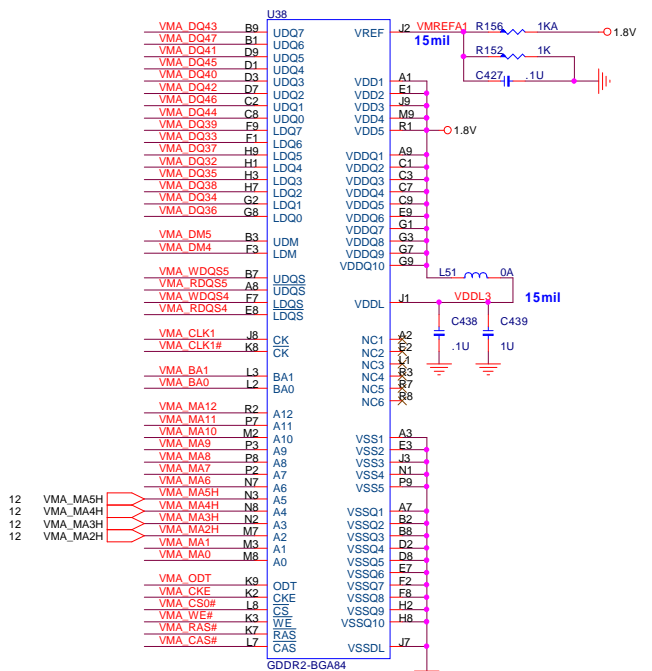 U38
VMA_DQ43 B9 UDQ7 VREF J2 VMREFA1 R156 1KA 1.8V
VMA_DQ47 B1 UDQ6 15mil
VMA_DQ41 D9 UDQ5 R152 1K
VMA_DQ45 D1 UDQ4
VMA_DQ40 D3 UDQ3 VDD1 A1 C427 .1U
VMA_DQ42 D7 UDQ2 VDD2 E1
VMA_DQ46 C2 UDQ1 VDD3 J9
VMA_DQ44 C8 UDQ0 VDD4 M9
VMA_DQ39 F9 LDQ7 VDD5 R1 1.8V
VMA_DQ33 F1 LDQ6
VMA_DQ37 H9 LDQ5 VDDQ1 A9
VMA_DQ32 H1 LDQ4 VDDQ2 C1
VMA_DQ35 H3 LDQ3 VDDQ3 C3
VMA_DQ38 H7 LDQ2 VDDQ4 C7
VMA_DQ34 G2 LDQ1 VDDQ5 C9
VMA_DQ36 G8 LDQ0 VDDQ6 E9
VDDQ7 G1
VMA_DM5 B3 UDM VDDQ8 G3
VMA_DM4 F3 LDM VDDQ9 G7
VDDQ10 G9
VMA_WDQS5 B7 UDQS L51 0A
VMA_RDQS5 A8 UDQS
VMA_WDQS4 F7 LDQS VDDL J1 VDDL3 15mil
VMA_RDQS4 E8 LDQS
C438 C439
.1U 1U
VMA_CLK1 J8 CK NC1 A2
VMA_CLK1# K8 CK NC2 E2
NC3 L1
VMA_BA1 L3 BA1 NC4 R3
VMA_BA0 L2 BA0 NC5 R7
NC6 R8
VMA_MA12 R2 A12
VMA_MA11 P7 A11
VMA_MA10 M2 A10 VSS1 A3
VMA_MA9 P3 A9 VSS2 E3
VMA_MA8 P8 A8 VSS3 J3
VMA_MA7 P2 A7 VSS4 N1
VMA_MA6 N7 A6 VSS5 P9
12 VMA_MA5H VMA_MA5H N3 A5
12 VMA_MA4H VMA_MA4H N8 A4 VSSQ1 A7
12 VMA_MA3H VMA_MA3H N2 A3 VSSQ2 B2
12 VMA_MA2H VMA_MA2H M7 A2 VSSQ3 B8
VMA_MA1 M3 A1 VSSQ4 D2
VMA_MA0 M8 A0 VSSQ5 D8
VSSQ6 E7
VMA_ODT K9 ODT VSSQ7 F2
VMA_CKE K2 CKE VSSQ8 F8
VMA_CS0# L8 CS VSSQ9 H2
VMA_WE# K3 WE VSSQ10 H8
VMA_RAS# K7 RAS
VMA_CAS# L7 CAS VSSDL J7
GDDR2-BGA84